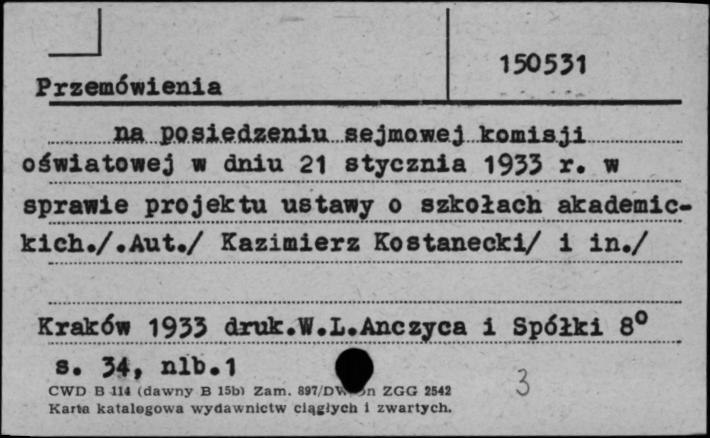 150531
Przemówienia
na posiedzeniu sejmowej komisji
oświatowej w dniu 21 stycznia 1933 r. w
sprawie projektu ustawy o szkołach akademic-
kich./.Aut./ Kazimierz Kostanecki/ i in./
Kraków 1933 druk.W.L.Anczyca i Spółki 8°
s. 34, nlb.1
3
CWD B 114 (dawny B 15b) Zam. ZGG 2542
Karta katalogowa wydawnictw ciągłych i zwartych.